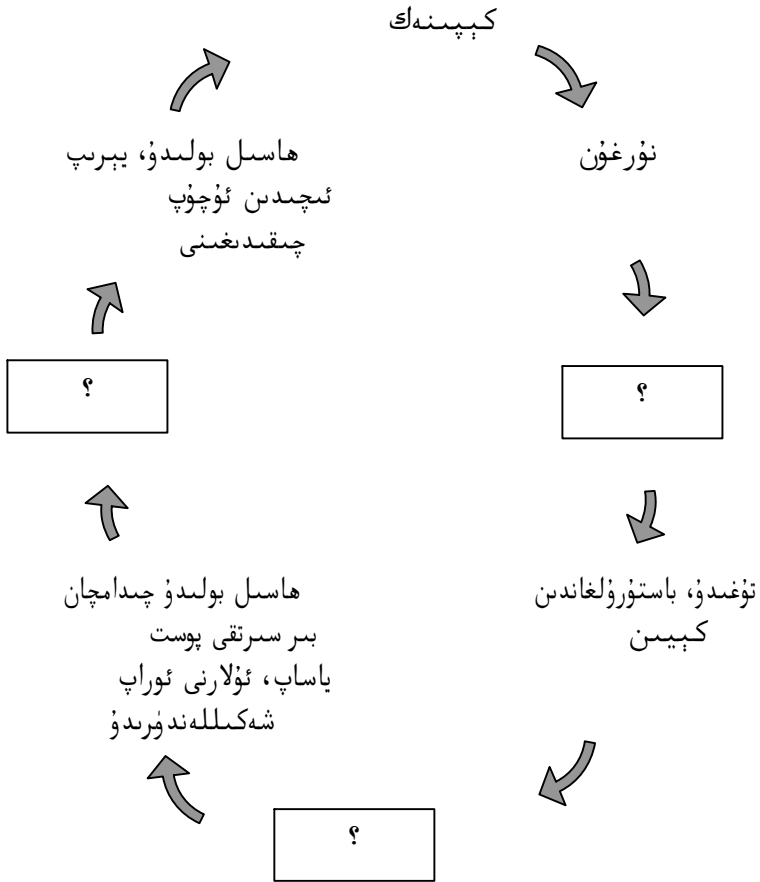 كېپىنەك
نۇرغۇن
؟
تۇغىدۇ، باستۇرۇلغاندىن
كېيىن
؟
ھاسىل بولىدۇ چىدامچان
بىر سىرتقى پوست
ياساپ، ئۇلارنى ئوراپ
شەكىللەندۈرىدۇ
؟
ھاسىل بولىدۇ، يېرىپ
ئىچىدىن ئۇچۇپ
چىقىدىغىنى